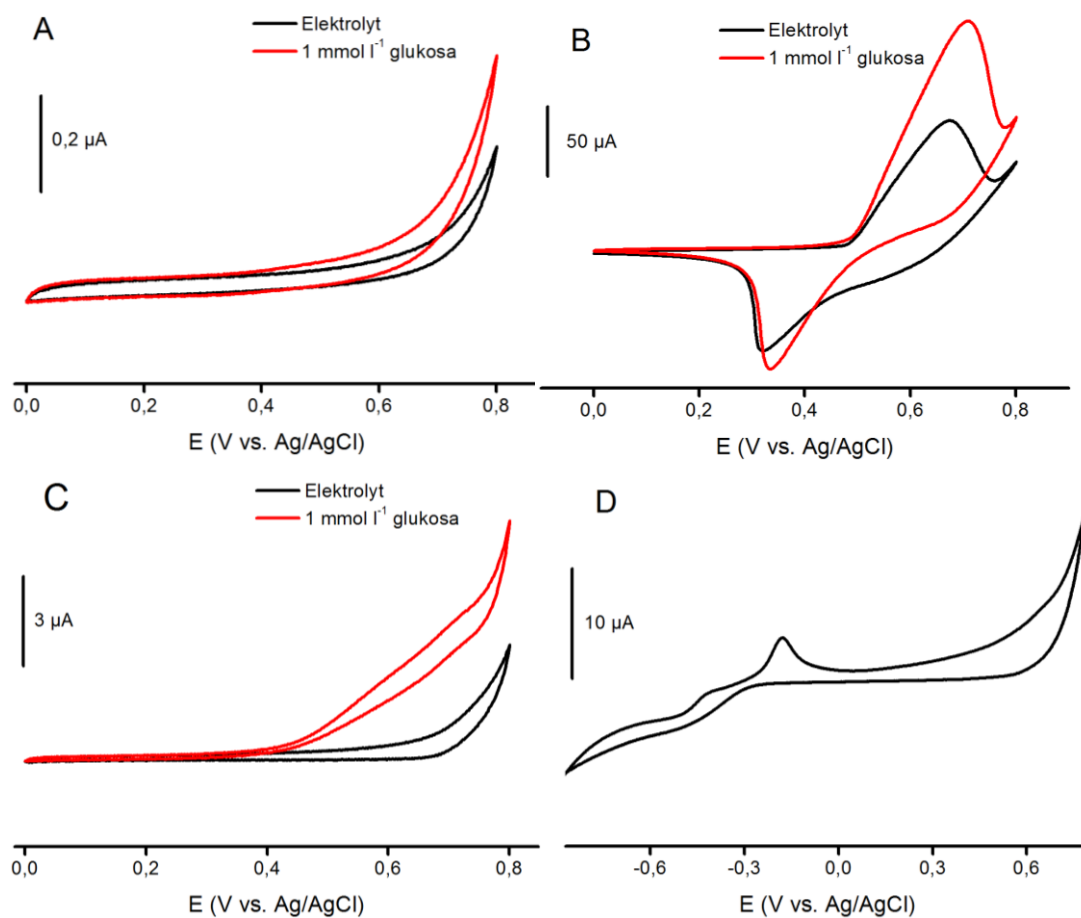 A
Elektrolyt
1 mmol l⁻¹ glukosa
0,2 µA
0,0 0,2 0,4 0,6 0,8
E (V vs. Ag/AgCl)
B
Elektrolyt
1 mmol l⁻¹ glukosa
50 µA
0,0 0,2 0,4 0,6 0,8
E (V vs. Ag/AgCl)
C
Elektrolyt
1 mmol l⁻¹ glukosa
3 µA
0,0 0,2 0,4 0,6 0,8
E (V vs. Ag/AgCl)
D
10 µA
-0,6 -0,3 0,0 0,3 0,6
E (V vs. Ag/AgCl)